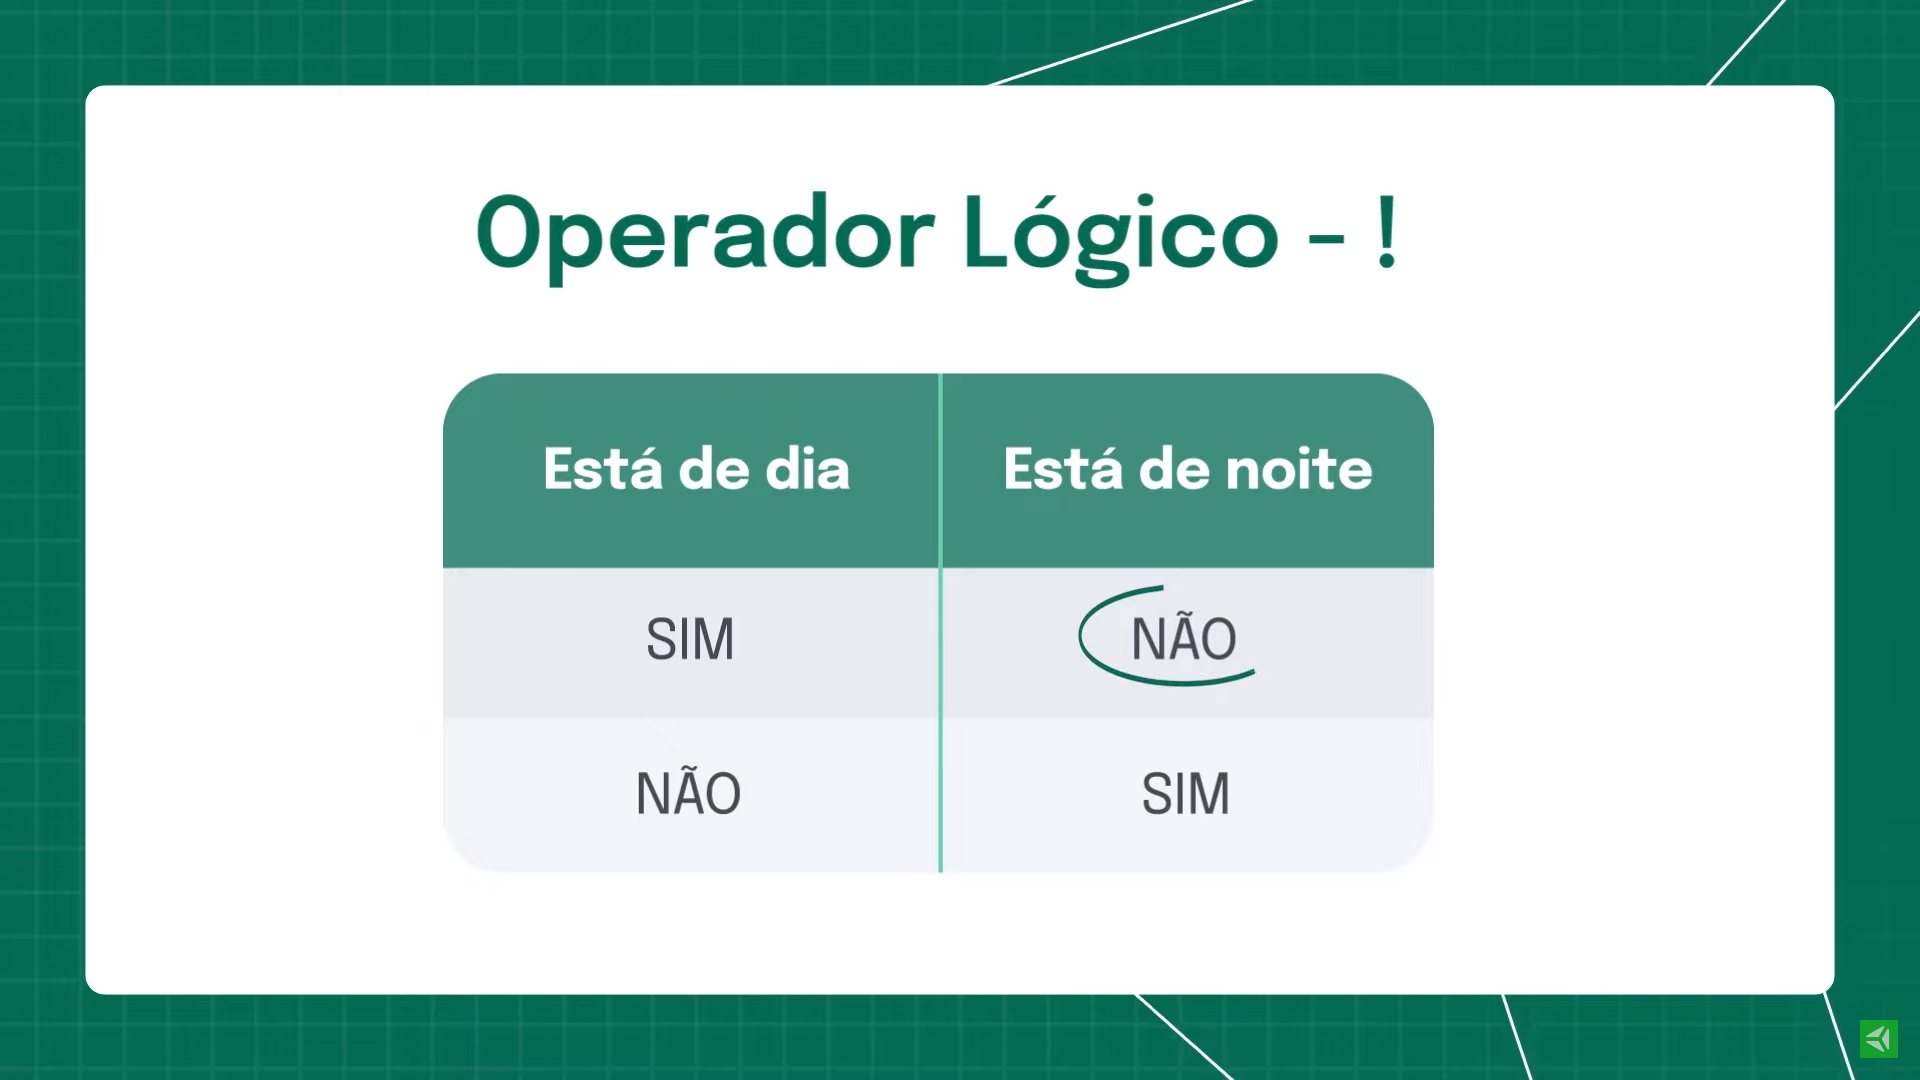 Operador Lógico - !
Está de dia
Está de noite
SIM
NÃO
NÃO
SIM